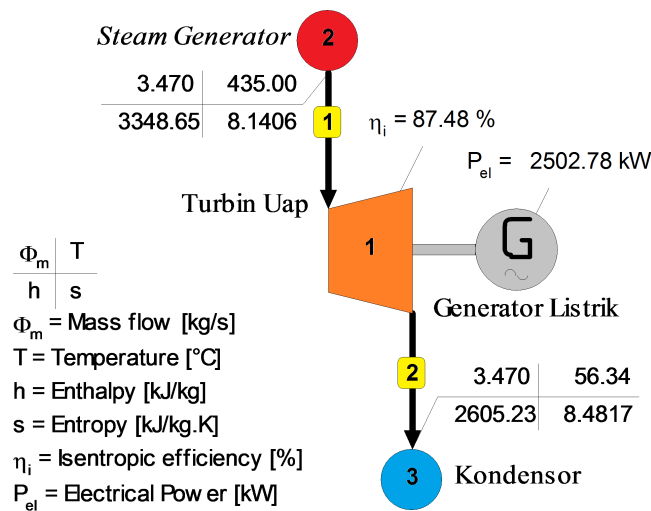 Steam Generator
2
3.470 435.00
3348.65 8.1406
1
ηi = 87.48 %
Pel = 2502.78 kW
Turbin Uap
1
G
Generator Listrik
Φm T
h s
Φm = Mass flow [kg/s]
T = Temperature [°C]
h = Enthalpy [kJ/kg]
s = Entropy [kJ/kg.K]
ηi = Isentropic efficiency [%]
Pel = Electrical Power [kW]
2
3.470 56.34
2605.23 8.4817
3
Kondensor